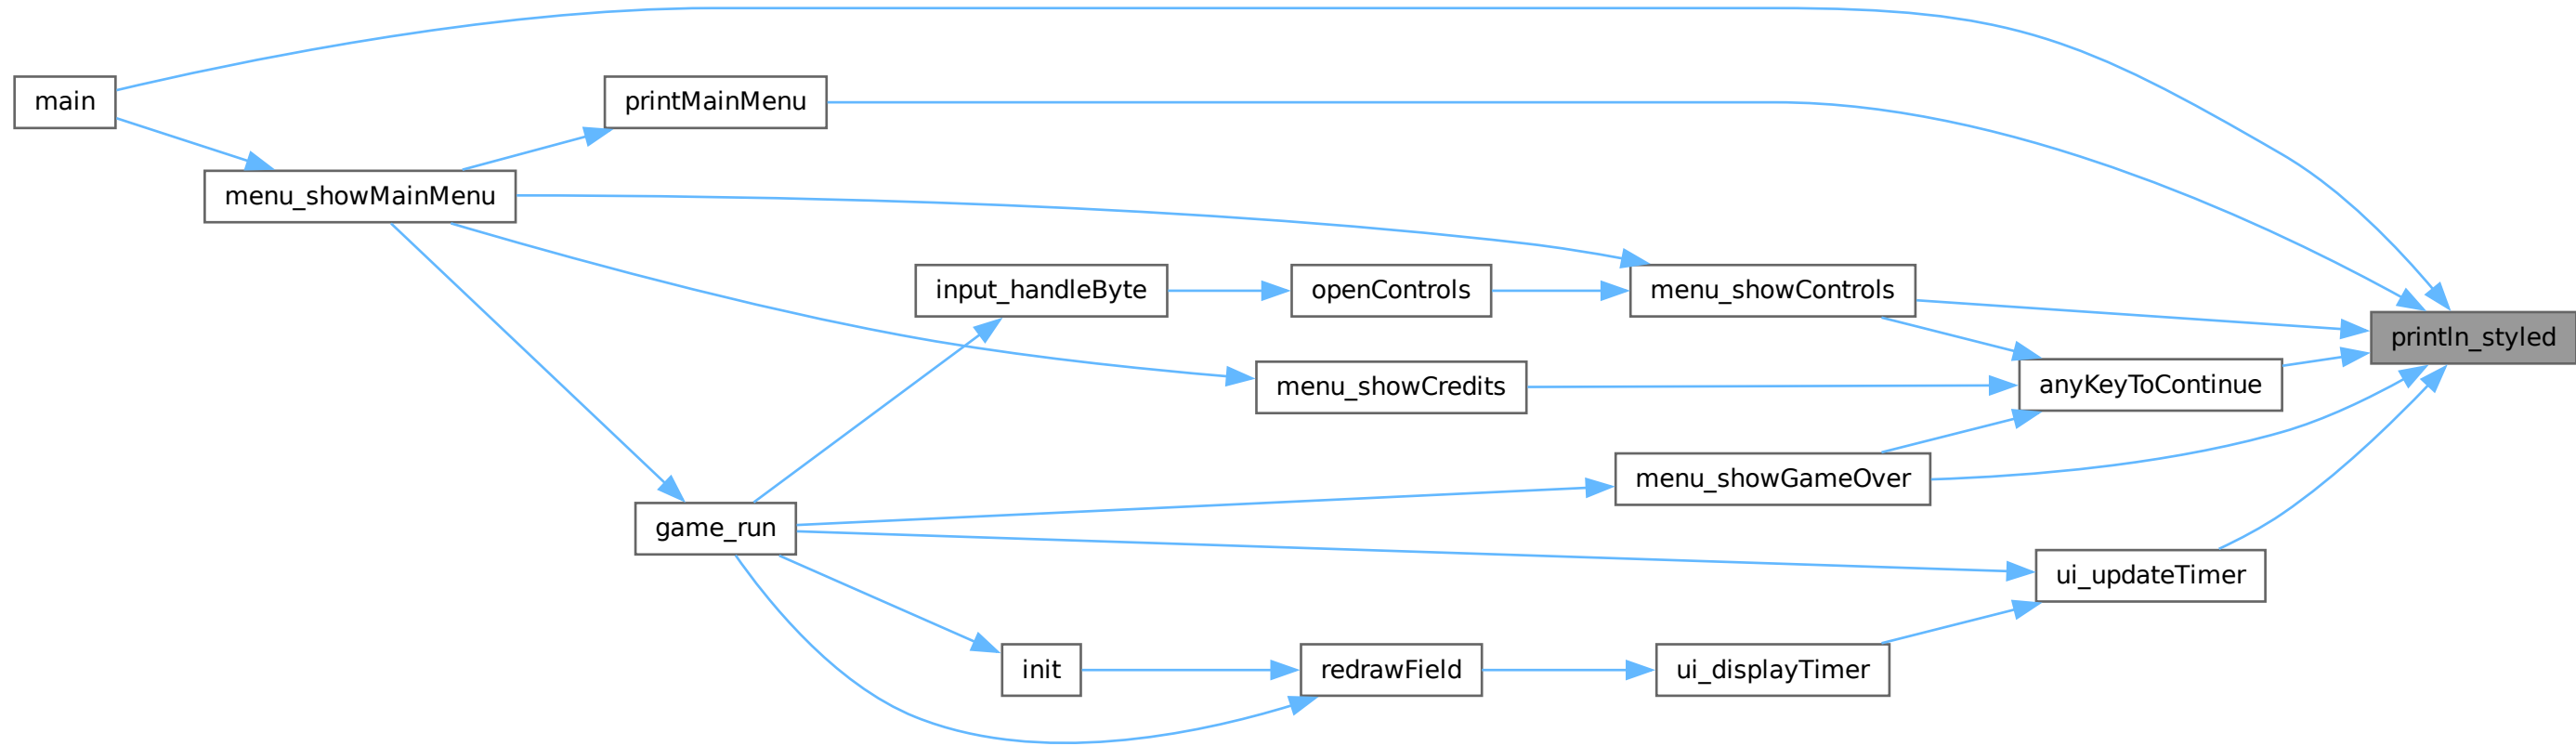 main
printMainMenu
menu_showMainMenu
input_handleByte
openControls
menu_showControls
println_styled
menu_showCredits
anyKeyToContinue
menu_showGameOver
game_run
ui_updateTimer
init
redrawField
ui_displayTimer